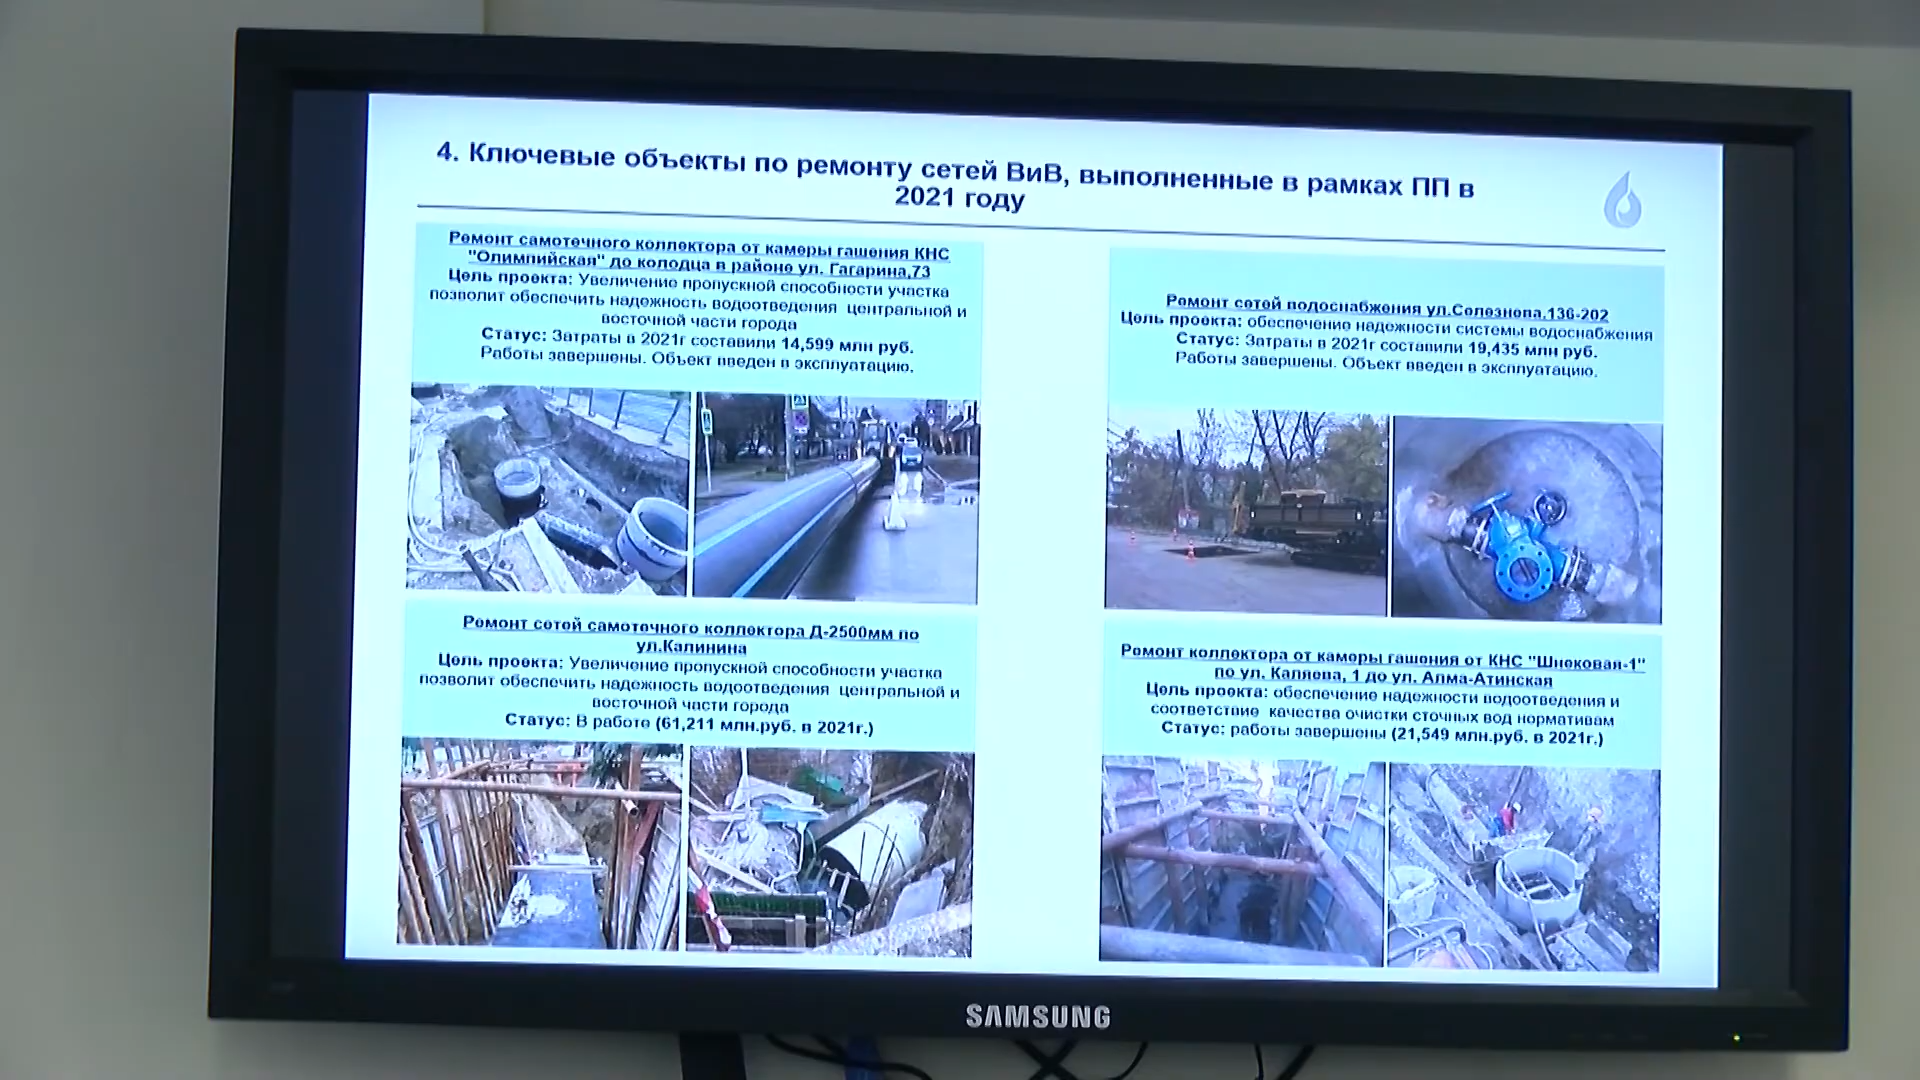 4. Ключевые объекты по ремонту сетей ВиВ, выполненные в рамках ПП в
2021 году
Ремонт самотечного коллектора от камеры гашения КНС
"Олимпийская" до колодца в районе ул. Гагарина,73
Цель проекта: Увеличение пропускной способности участка
позволит обеспечить надежность водоотведения центральной и
восточной части города
Статус: Затраты в 2021г составили 14,599 млн руб.
Работы завершены. Объект введен в эксплуатацию.
Ремонт сетей водоснабжения ул.Селезнева,136-202
Цель проекта: обеспечение надежности системы водоснабжения
Статус: Затраты в 2021г составили 19,435 млн руб.
Работы завершены. Объект введен в эксплуатацию.
Ремонт сетей самотечного коллектора Д-2500мм по
ул.Калинина
Цель проекта: Увеличение пропускной способности участка
позволит обеспечить надежность водоотведения центральной и
восточной части города
Статус: В работе (61,211 млн.руб. в 2021г.)
Ремонт коллектора от камеры гашения от КНС "Шнековая-1"
по ул. Каляева, 1 до ул. Алма-Атинская
Цель проекта: обеспечение надежности водоотведения и
соответствие качества очистки сточных вод нормативам
Статус: работы завершены (21,549 млн.руб. в 2021г.)
SAMSUNG